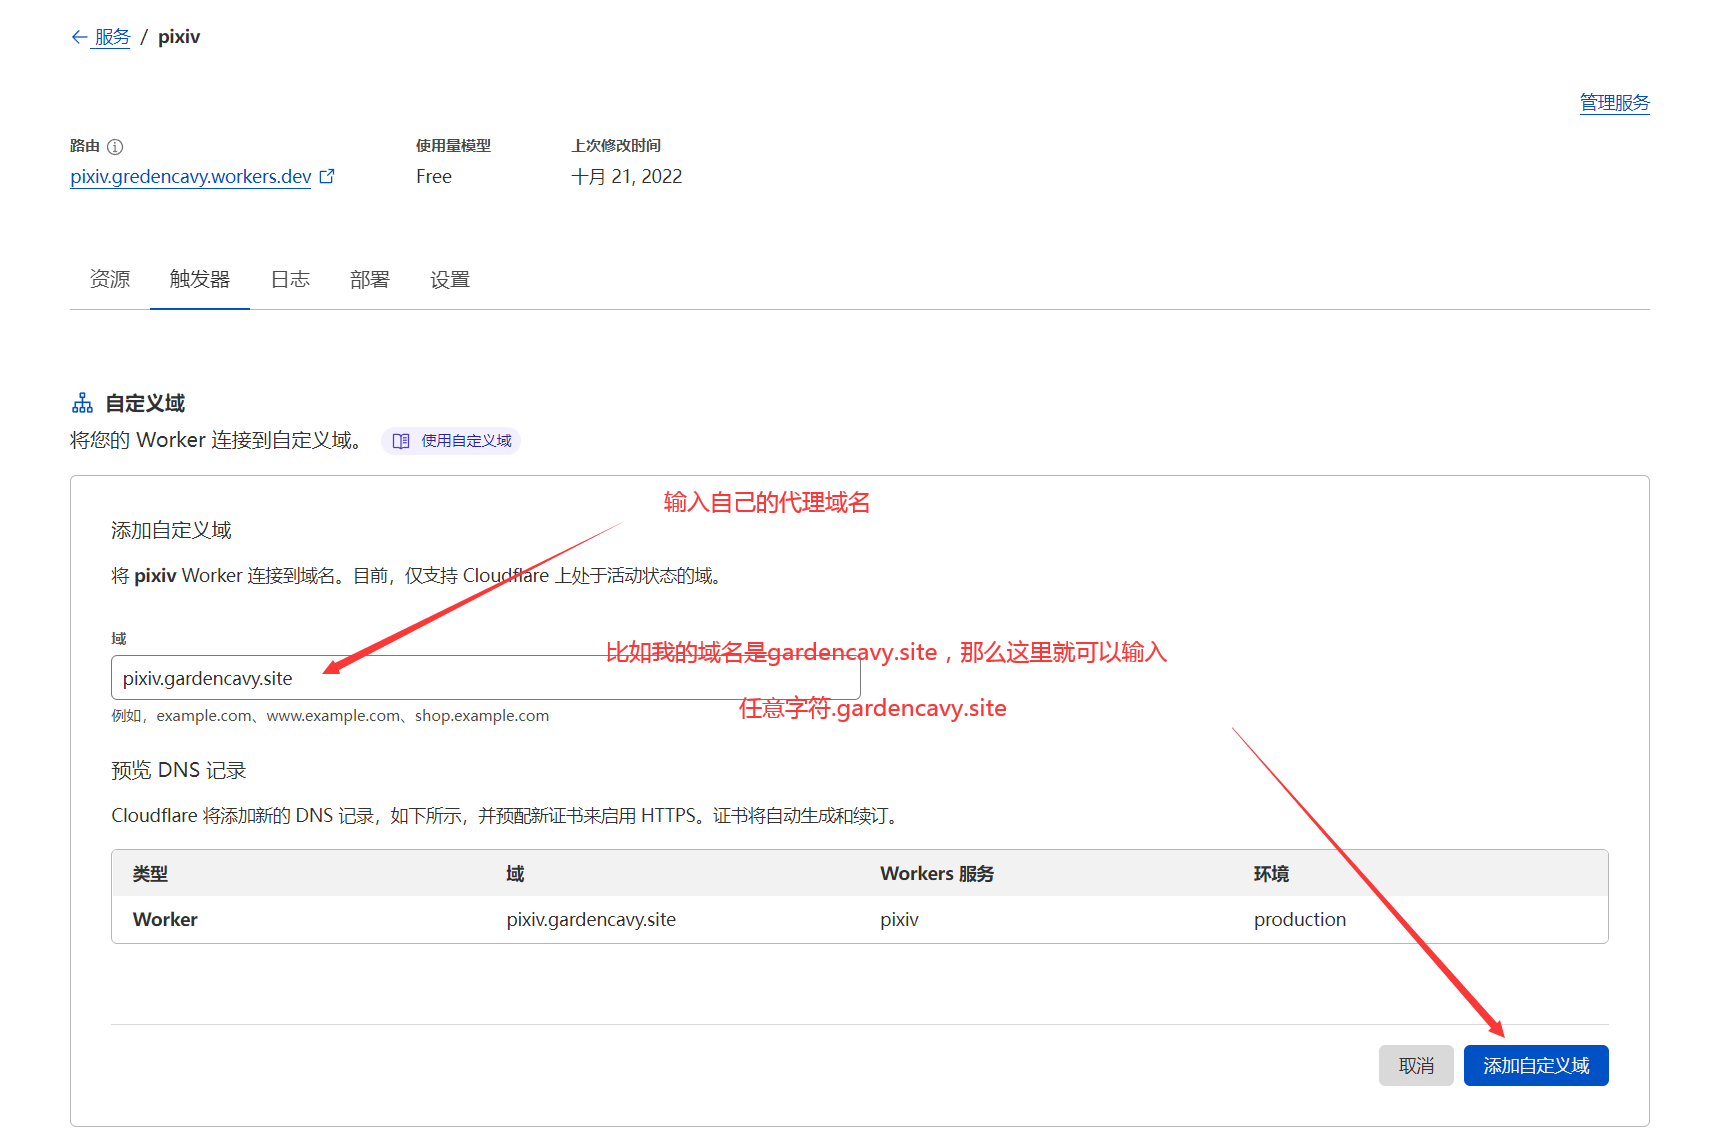 服务 / pixiv
管理服务
路由 使用量模型 上次修改时间
pixiv.gredencavy.workers.dev Free 十月 21, 2022
资源 触发器 日志 部署 设置
自定义域
将您的 Worker 连接到自定义域。 使用自定义域
输入自己的代理域名
添加自定义域
将 pixiv Worker 连接到域名。目前，仅支持 Cloudflare 上处于活动状态的域。
域
比如我的域名是gardencavy.site，那么这里就可以输入
pixiv.gardencavy.site
任意字符.gardencavy.site
例如，example.com、www.example.com、shop.example.com
预览 DNS 记录
Cloudflare 将添加新的 DNS 记录，如下所示，并预配新证书来启用 HTTPS。证书将自动生成和续订。
类型 域 Workers 服务 环境
Worker pixiv.gardencavy.site pixiv production
取消 添加自定义域